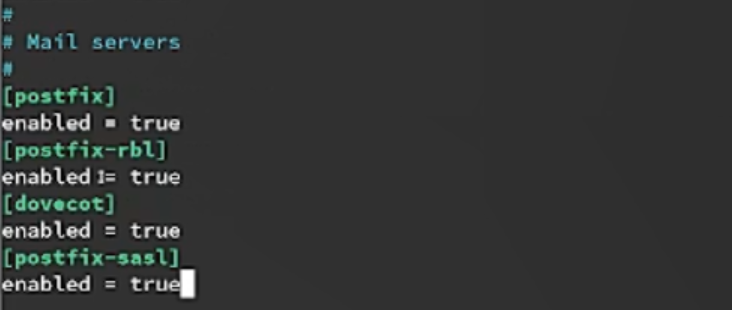 #
# Mail servers
#
[postfix]
enabled = true
[postfix-rbl]
enabled = true
[dovecot]
enabled = true
[postfix-sasl]
enabled = true